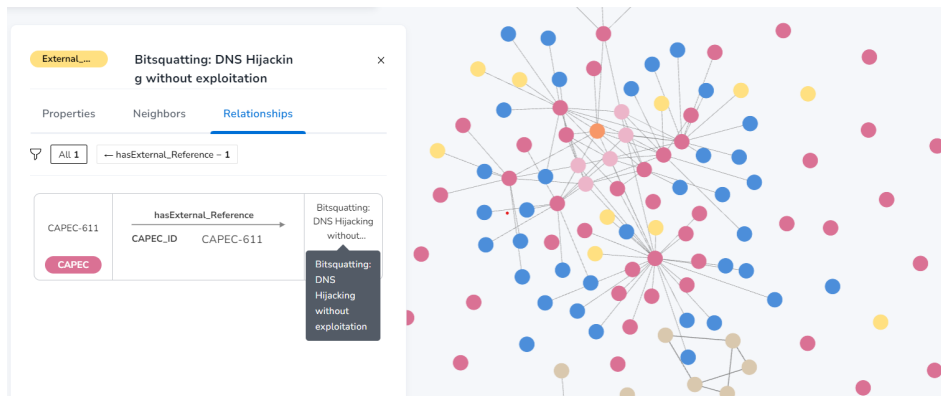 External_...
Bitsquatting: DNS Hijackin
g without exploitation
×
Properties
Neighbors
Relationships
All 1
← hasExternal_Reference – 1
CAPEC-611
CAPEC
hasExternal_Reference
CAPEC_ID CAPEC-611
Bitsquatting:
DNS Hijacking
without...
Bitsquatting:
DNS
Hijacking
without
exploitation